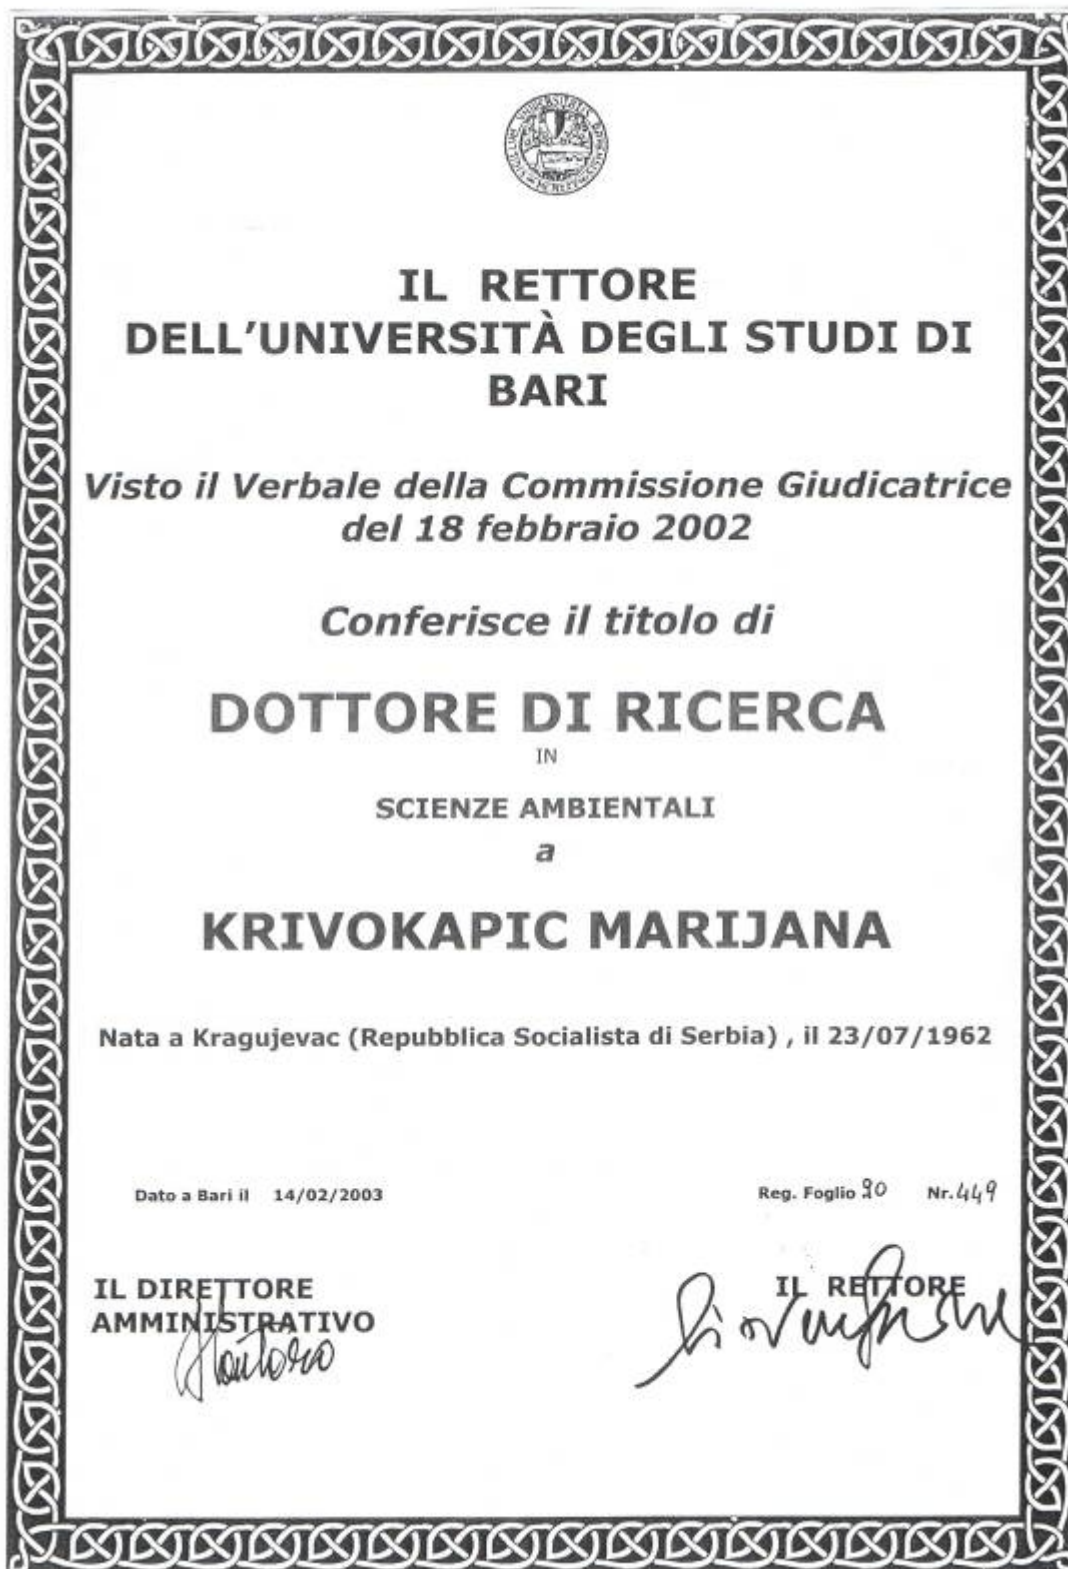 IL RETTORE
DELL'UNIVERSITÀ DEGLI STUDI DI
BARI
Visto il Verbale della Commissione Giudicatrice
del 18 febbraio 2002
Conferisce il titolo di
DOTTORE DI RICERCA
IN
SCIENZE AMBIENTALI
a
KRIVOKAPIC MARIJANA
Nata a Kragujevac (Repubblica Socialista di Serbia) , il 23/07/1962
Dato a Bari il 14/02/2003 Reg. Foglio Nr. 449
IL DIRETTORE
AMMINISTRATIVO
IL RETTORE